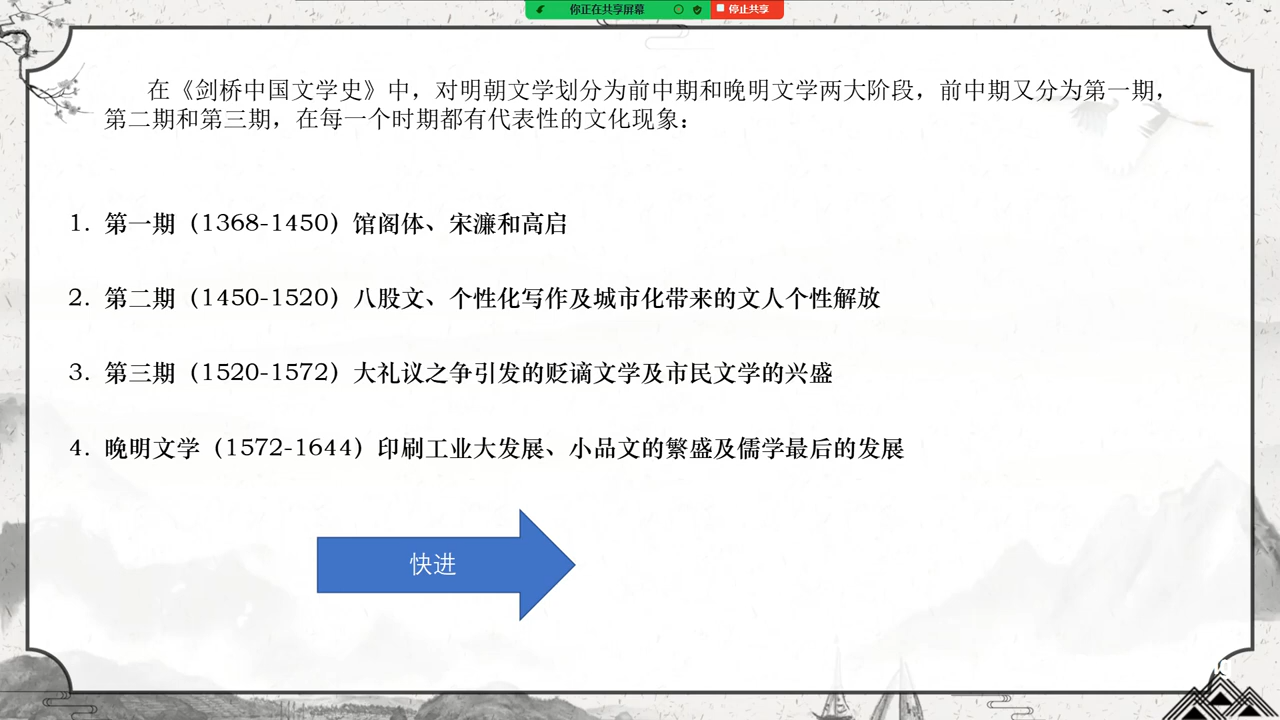 你正在共享屏幕 停止共享
在《剑桥中国文学史》中，对明朝文学划分为前中期和晚明文学两大阶段，前中期又分为第一期，
第二期和第三期，在每一个时期都有代表性的文化现象：
1. 第一期（1368-1450）馆阁体、宋濂和高启
2. 第二期（1450-1520）八股文、个性化写作及城市化带来的文人个性解放
3. 第三期（1520-1572）大礼议之争引发的贬谪文学及市民文学的兴盛
4. 晚明文学（1572-1644）印刷工业大发展、小品文的繁盛及儒学最后的发展
快进